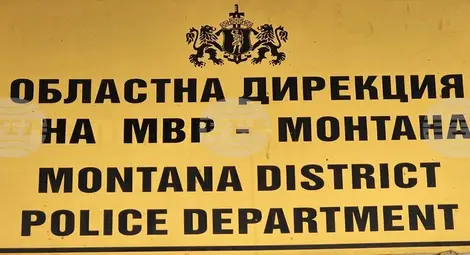 ОБЛАСТНА ДИРЕКЦИЯ
НА МВР - МОНТАНА
MONTANA DISTRICT
POLICE DEPARTMENT